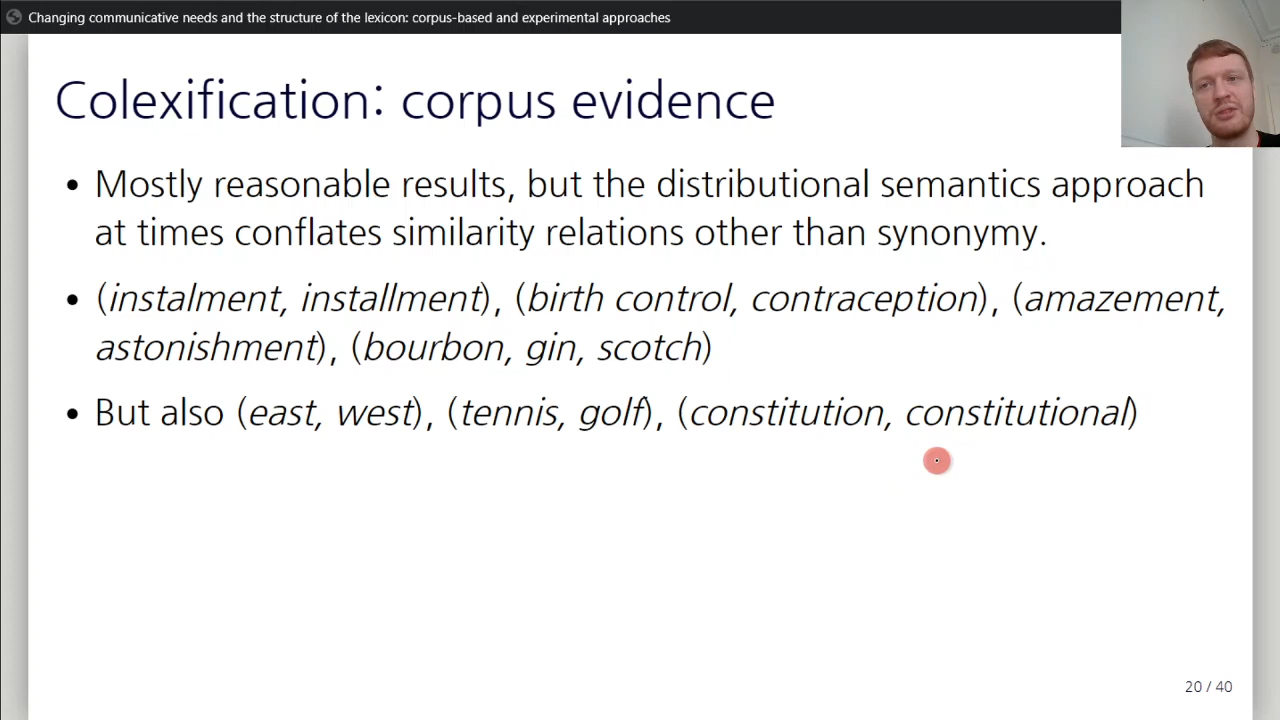 Changing communicative needs and the structure of the lexicon: corpus-based and experimental approaches
Colexification: corpus evidence
• Mostly reasonable results, but the distributional semantics approach
at times conflates similarity relations other than synonymy.
• (instalment, installment), (birth control, contraception), (amazement,
astonishment), (bourbon, gin, scotch)
• But also (east, west), (tennis, golf), (constitution, constitutional)
20 / 40